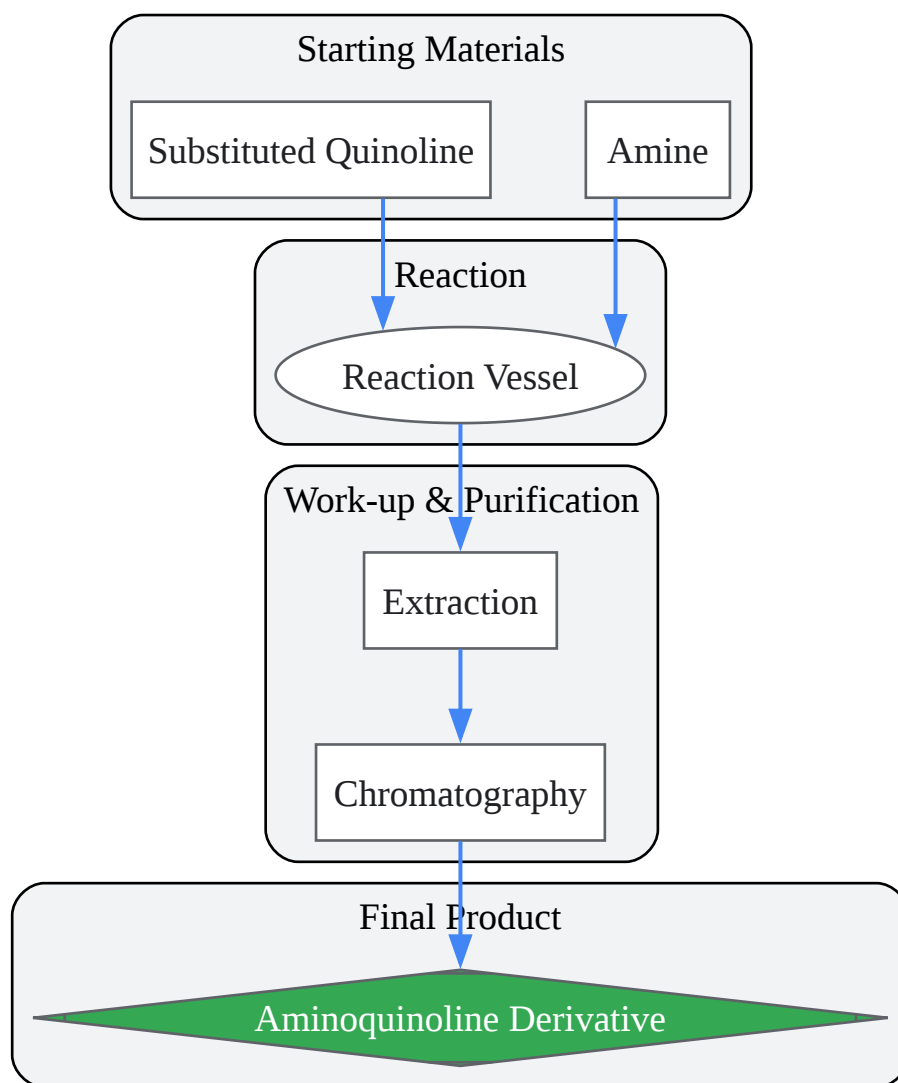 Starting Materials
Substituted Quinoline
Amine
Reaction
Reaction Vessel
Work-up & Purification
Extraction
Chromatography
Final Product
Aminoquinoline Derivative